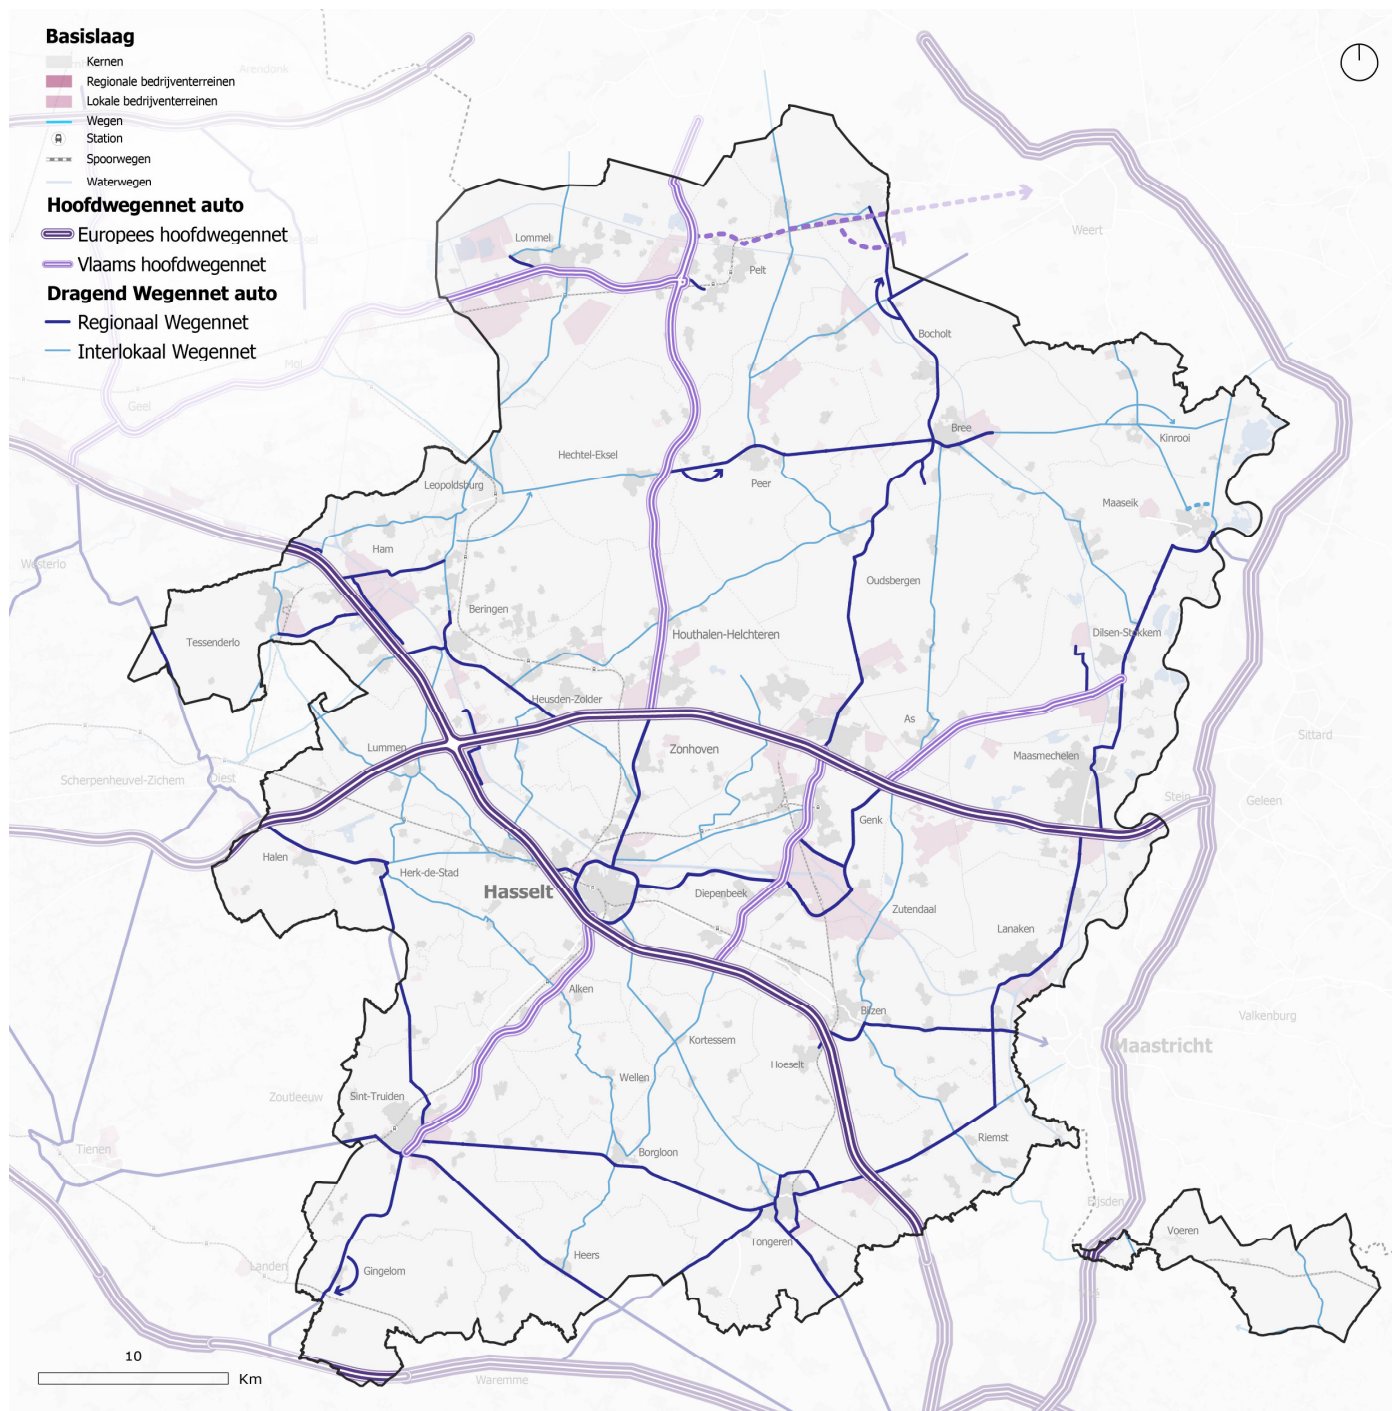 Basislaag
Kernen
Regionale bedrijventerreinen
Lokale bedrijventerreinen
Wegen
Station
Spoorwegen
Waterwegen
Hoofdwegennet auto
Europees hoofdwegennet
Vlaams hoofdwegennet
Dragend Wegennet auto
Regionaal Wegennet
Interlokaal Wegennet
Arendonk
Lommel
Pelt
Weert
Mol
Bocholt
Geel
Bree
Kinrooi
Hechtel-Eksel
Leopoldsburg
Peer
Maaseik
Ham
Westerlo
Oudsbergen
Beringen
Tessenderlo
Houthalen-Helchteren
Dilsen-Stokkem
Heusden-Zolder
As
Lummen
Zonhoven
Maasmechelen
Sittard
Scherpenheuvel-Zichem
Diest
Stein
Geleen
Genk
Halen
Herk-de-Stad
Hasselt
Diepenbeek
Zutendaal
Lanaken
Alken
Bilzen
Valkenburg
Kortessem
Maastricht
Hoeselt
Wellen
Zoutleeuw
Sint-Truiden
Riemst
Tienen
Borgloon
Eijsden
Voeren
Tongeren
Heers
Landen
Gingelom
Waremme
10
Km